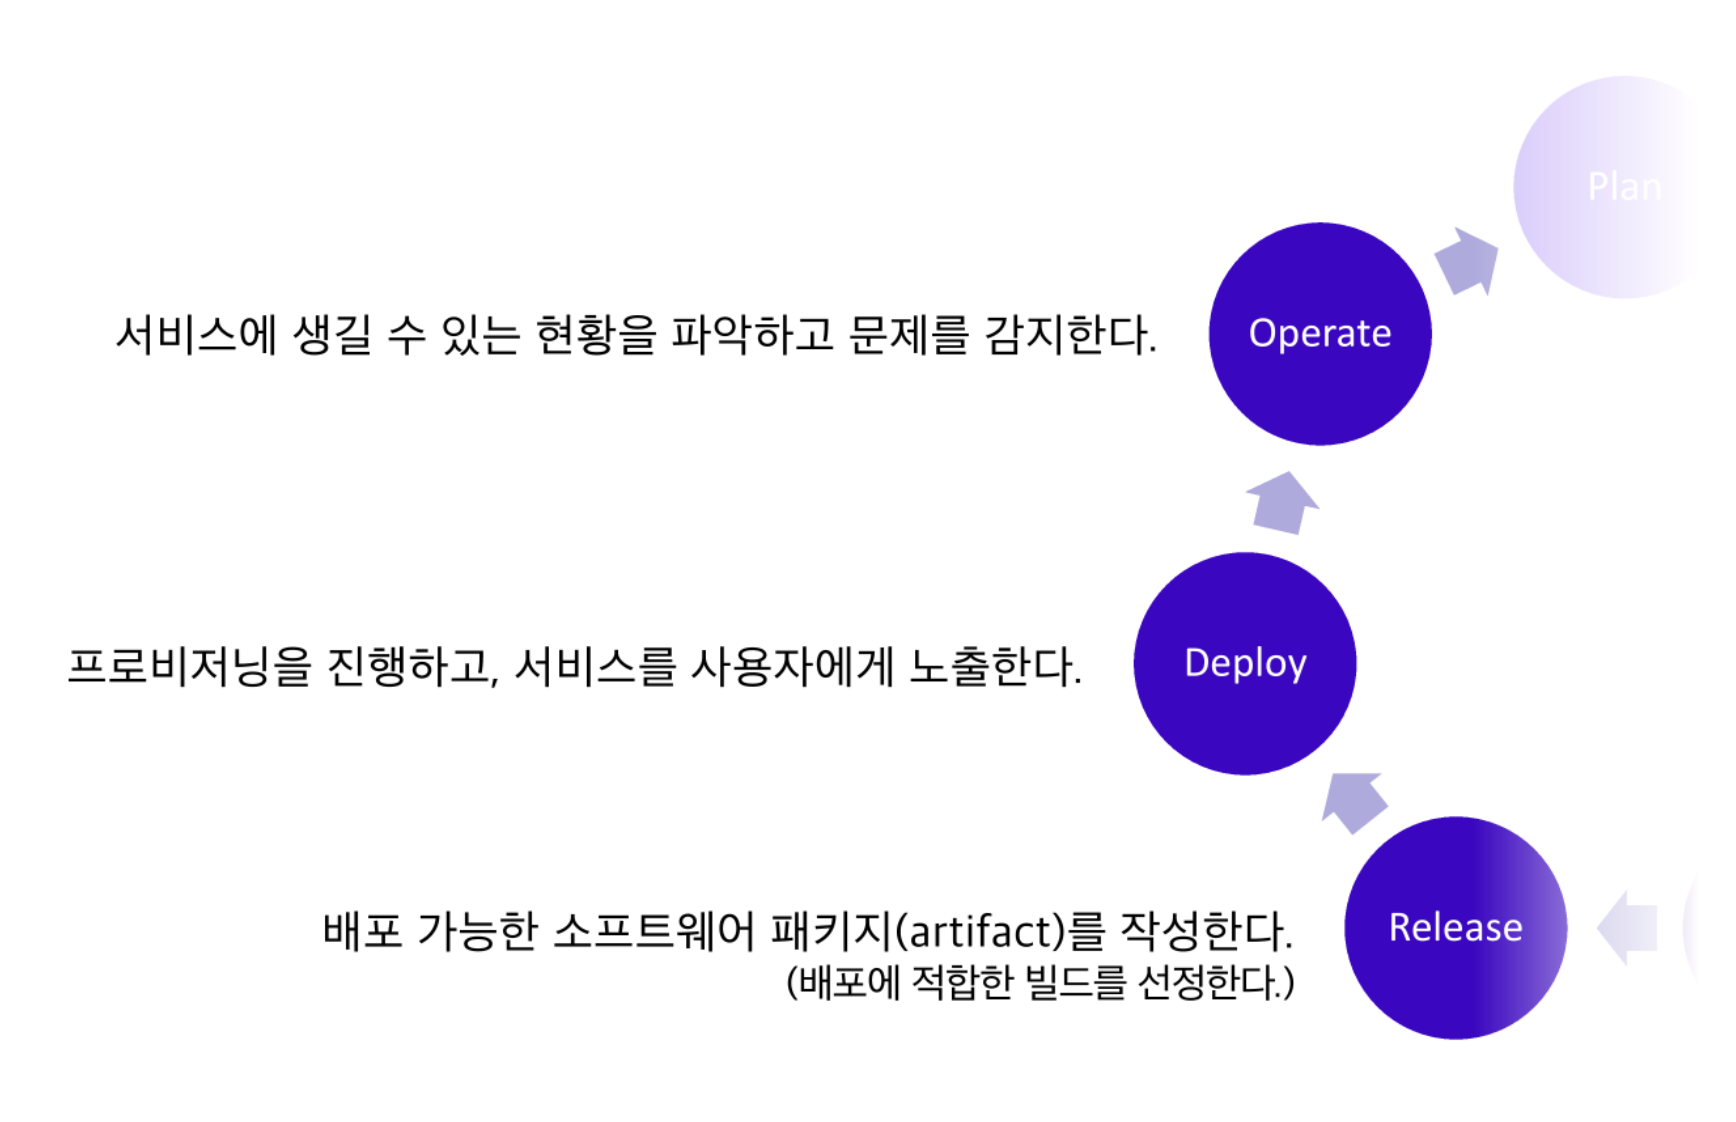 Plan
서비스에 생길 수 있는 현황을 파악하고 문제를 감지한다.
Operate
프로비저닝을 진행하고, 서비스를 사용자에게 노출한다.
Deploy
배포 가능한 소프트웨어 패키지(artifact)를 작성한다.
(배포에 적합한 빌드를 선정한다.)
Release